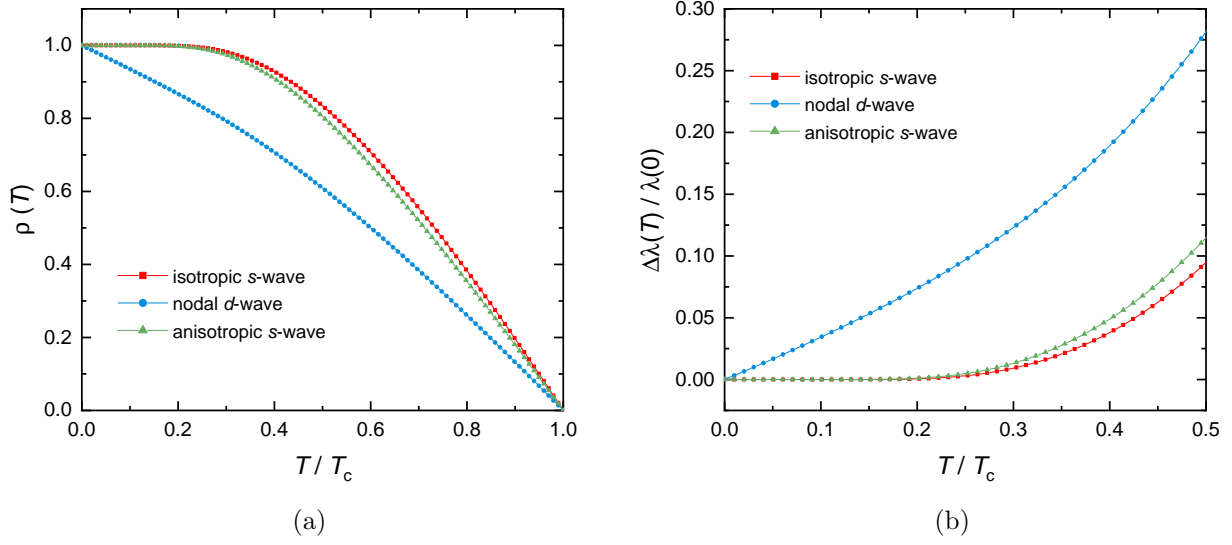 1.0
0.8
0.6
0.4
0.2
0.0
ρ (T)
isotropic s-wave
nodal d-wave
anisotropic s-wave
0.0 0.2 0.4 0.6 0.8 1.0
T / Tc
(a)
0.30
0.25
0.20
0.15
0.10
0.05
0.00
Δλ(T) / λ(0)
isotropic s-wave
nodal d-wave
anisotropic s-wave
0.0 0.1 0.2 0.3 0.4 0.5
T / Tc
(b)